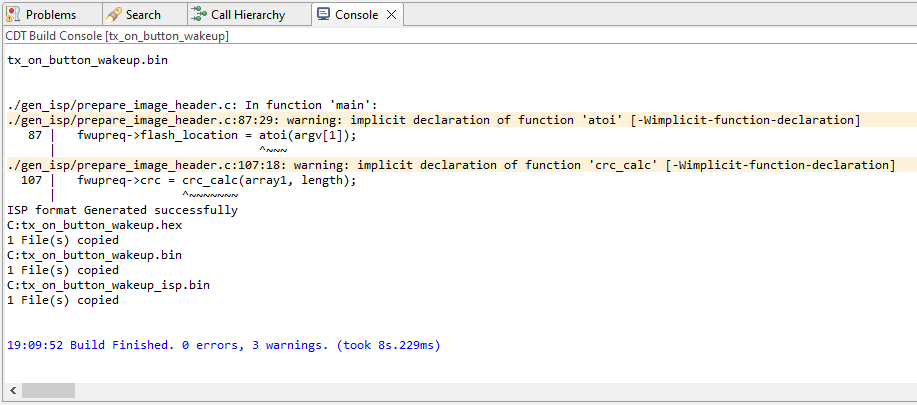 Problems Search Call Hierarchy Console
CDT Build Console [tx_on_button_wakeup]
tx_on_button_wakeup.bin
./gen_isp/prepare_image_header.c: In function 'main':
./gen_isp/prepare_image_header.c:87:29: warning: implicit declaration of function 'atoi' [-Wimplicit-function-declaration]
87 |   fwupreq->flash_location = atoi(argv[1]);
|                             ^~~~
./gen_isp/prepare_image_header.c:107:18: warning: implicit declaration of function 'crc_calc' [-Wimplicit-function-declaration]
107 |   fwupreq->crc = crc_calc(array1, length);
|                  ^~~~~~~~
ISP format Generated successfully
C:tx_on_button_wakeup.hex
1 File(s) copied
C:tx_on_button_wakeup.bin
1 File(s) copied
C:tx_on_button_wakeup_isp.bin
1 File(s) copied
19:09:52 Build Finished. 0 errors, 3 warnings. (took 8s.229ms)